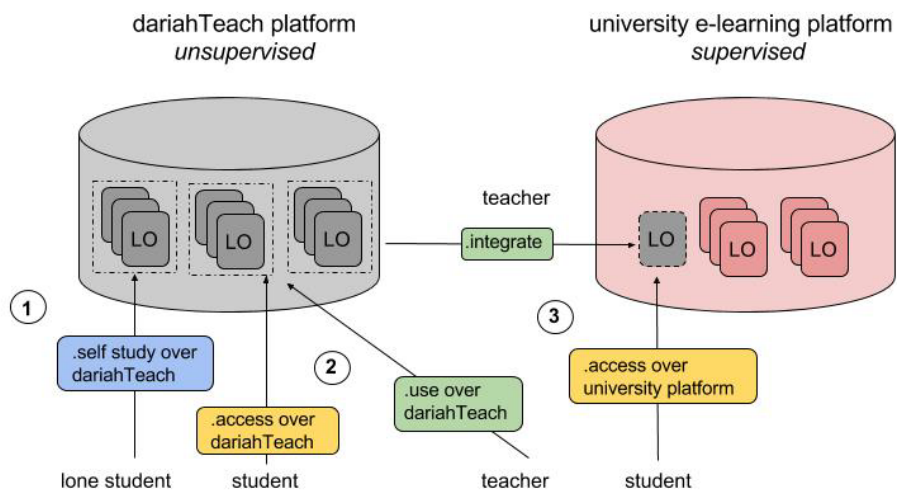 dariahTeach platform
unsupervised
university e-learning platform
supervised
teacher
.integrate
LO
LO
LO
LO
LO
LO
1
.self study over
dariahTeach
2
.access over
dariahTeach
.use over
dariahTeach
3
.access over
university platform
lone student
student
teacher
student